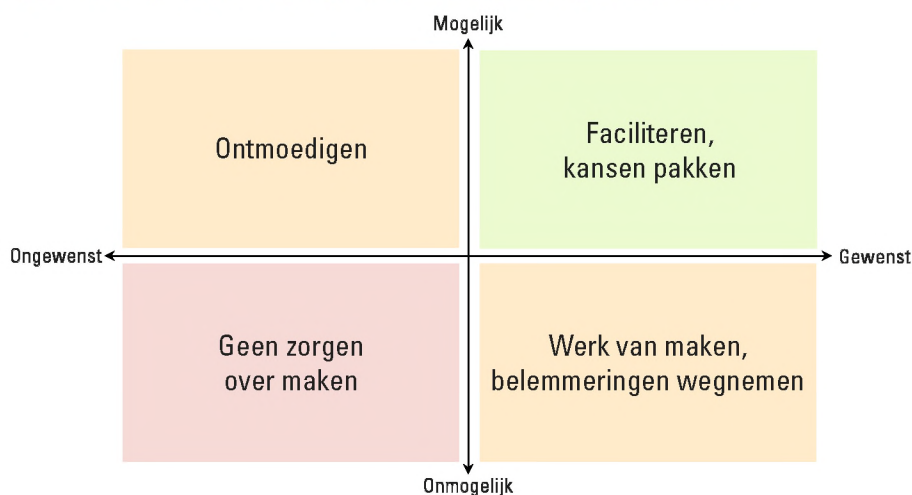 Mogelijk
Ontmoedigen
Faciliteren,
kansen pakken
Ongewenst
Gewenst
Geen zorgen
over maken
Werk van maken,
belemmeringen wegnemen
Onmogelijk